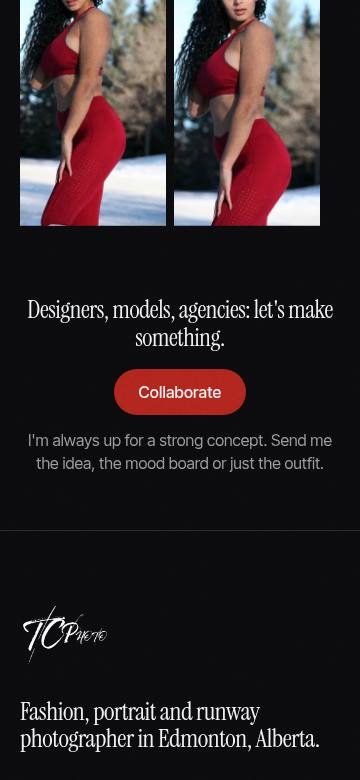 Designers, models, agencies: let's make
something.
Collaborate
I'm always up for a strong concept. Send me
the idea, the mood board or just the outfit.
TCPhoto
Fashion, portrait and runway
photographer in Edmonton, Alberta.